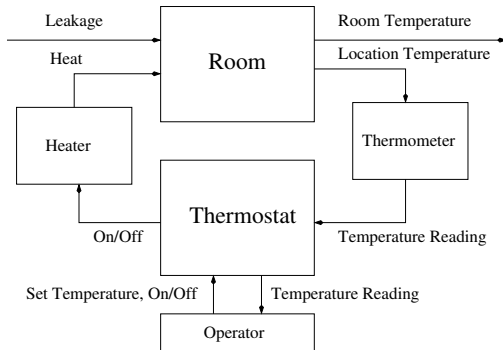 Leakage
Room Temperature
Heat
Room
Location Temperature
Heater
Thermometer
Thermostat
On/Off
Temperature Reading
Set Temperature, On/Off
Temperature Reading
Operator